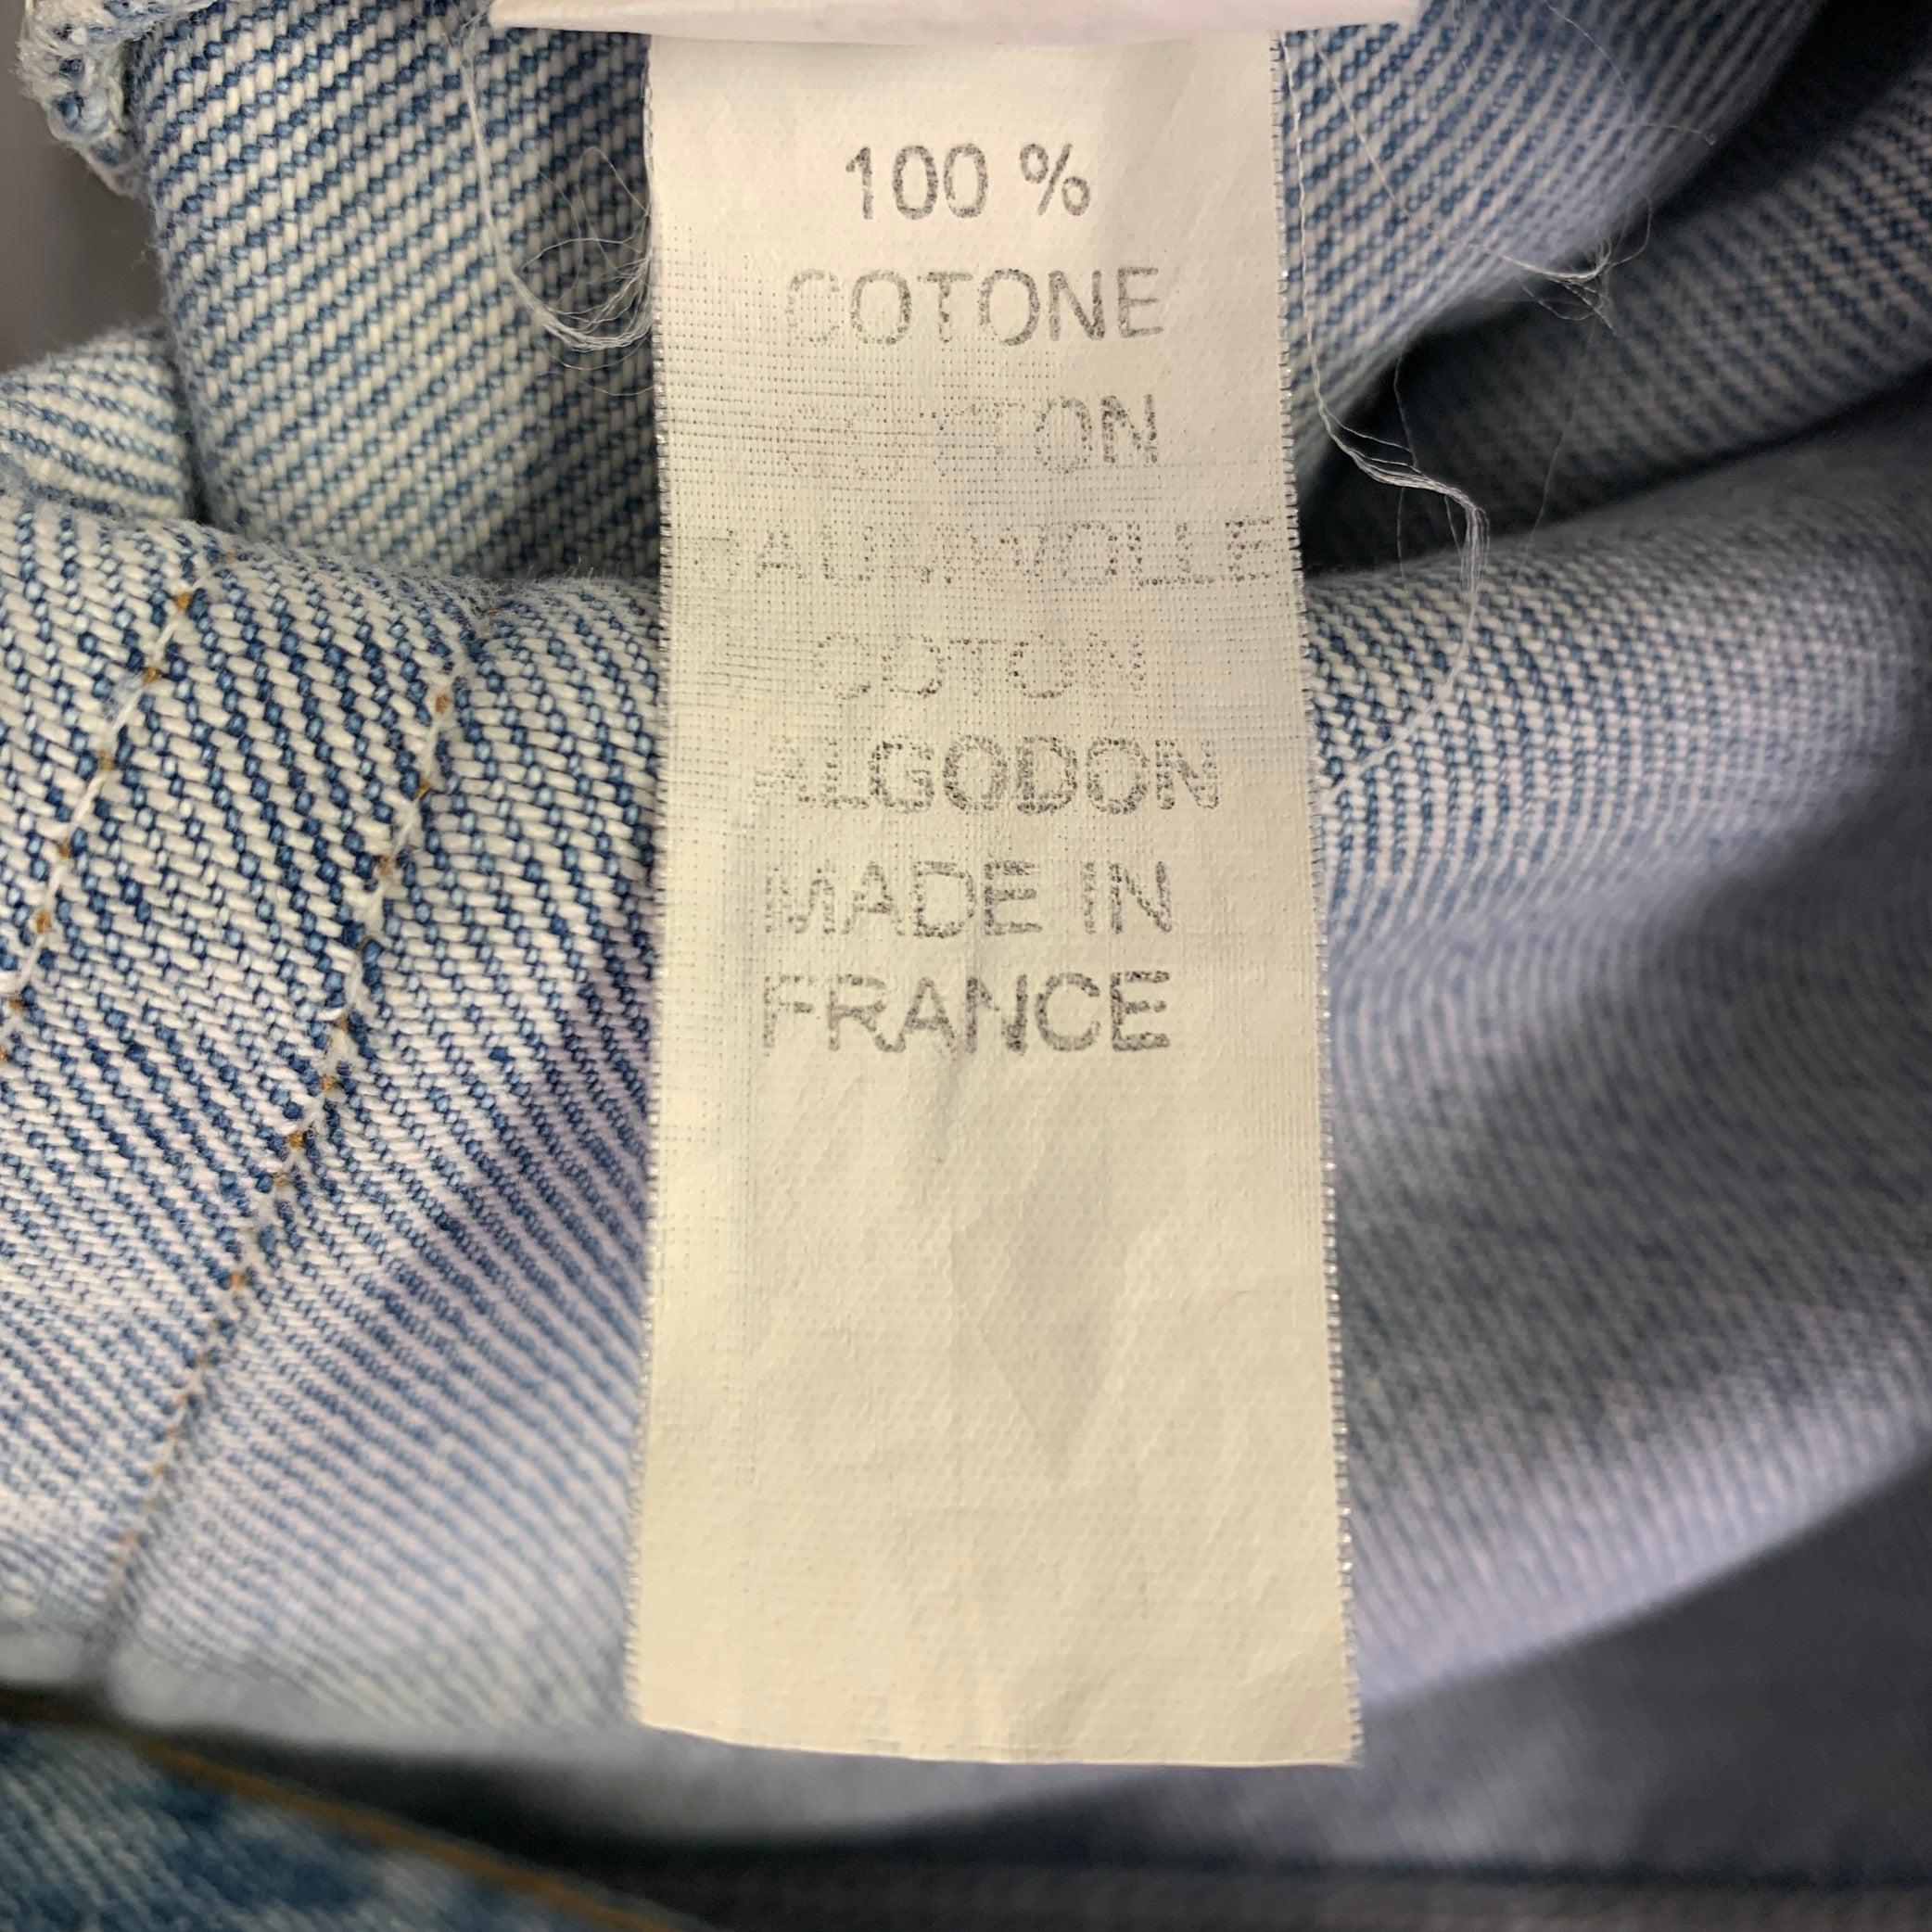 100 %
COTONE
COTTON
BAUMWOLLE
COTON
ALGODON
MADE IN
FRANCE